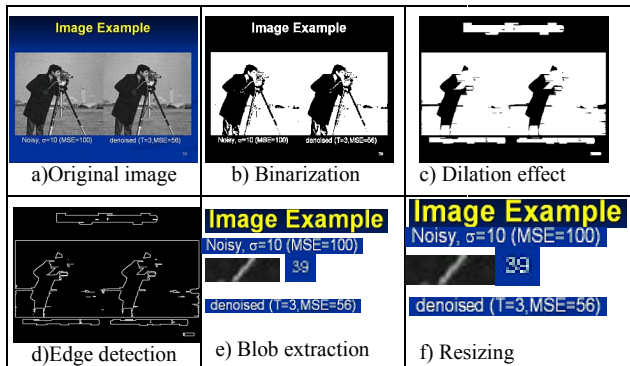 Image Example
Noisy, σ=10 (MSE=100) denoised (T=3,MSE=56)
39
a)Original image
Image Example
Noisy, σ=10 (MSE=100) denoised (T=3,MSE=56)
39
b) Binarization
c) Dilation effect
d)Edge detection
Image Example
Noisy, σ=10 (MSE=100)
39
denoised (T=3,MSE=56)
e) Blob extraction
Image Example
Noisy, σ=10 (MSE=100)
39
denoised (T=3,MSE=56)
f) Resizing